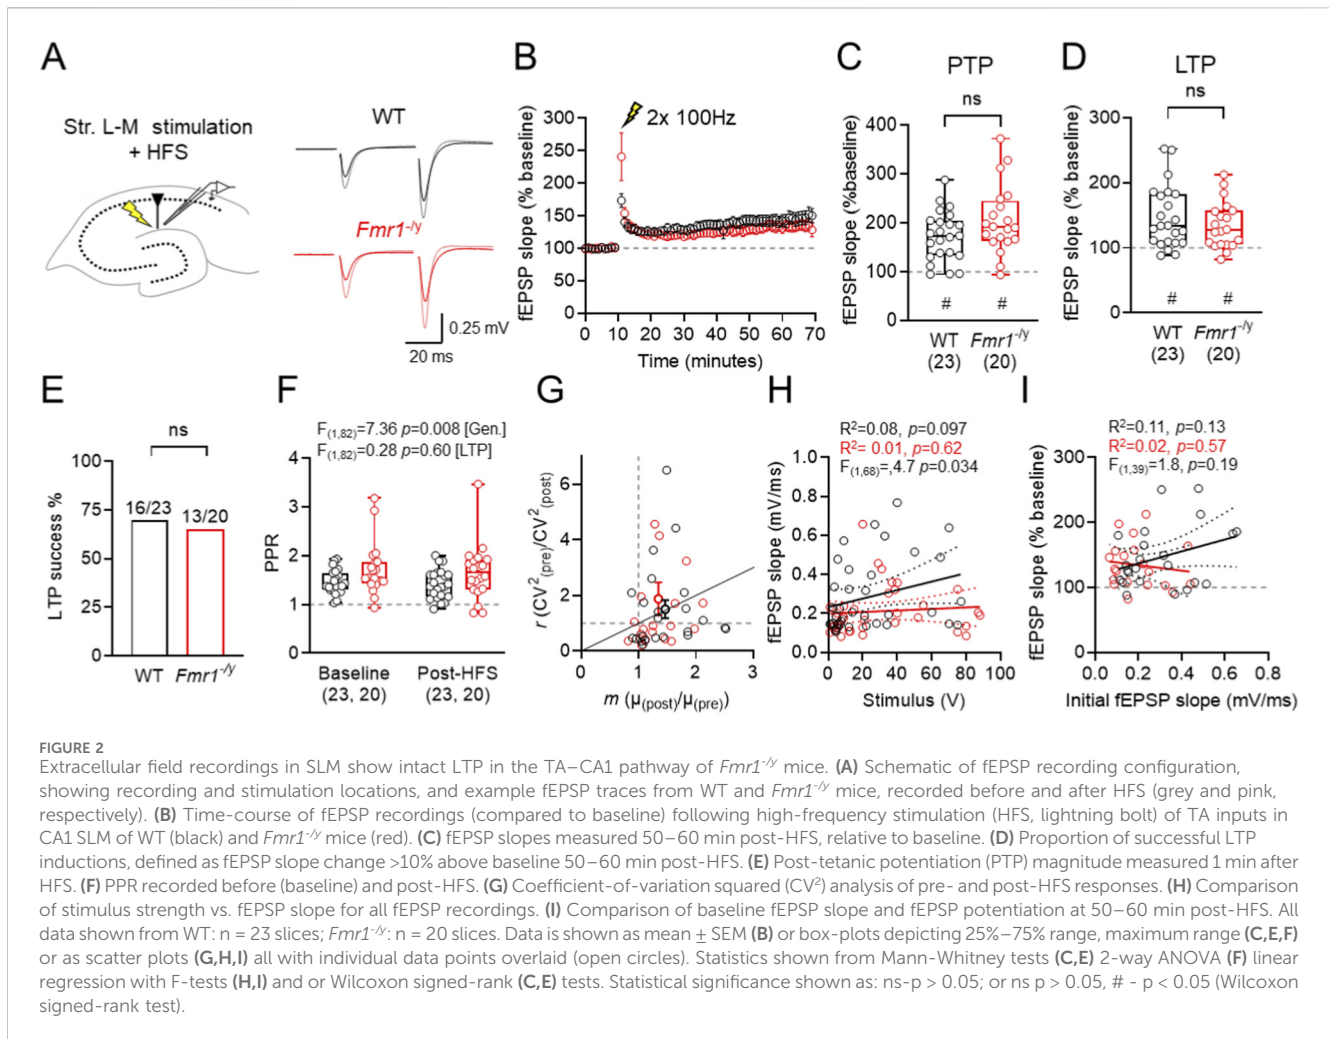 A
Str. L-M stimulation
+ HFS
WT
Fmr1-/y
0.25 mV
20 ms
B
fEPSP slope (% baseline)
300
250
200
150
100
50
0
2x 100Hz
0 10 20 30 40 50 60 70
Time (minutes)
C
PTP
ns
fEPSP slope (%baseline)
400
300
200
100
0
# #
WT Fmr1-/y
(23) (20)
D
LTP
ns
fEPSP slope (% baseline)
300
200
150
100
0
# #
WT Fmr1-/y
(23) (20)
E
ns
LTP success %
100
75
50
25
0
16/23 13/20
WT Fmr1-/y
F
F(1,82)=7.36 p=0.008 [Gen.]
F(1,82)=0.28 p=0.60 [LTP]
PPR
4
3
2
1
0
Baseline Post-HFS
(23, 20) (23, 20)
G
r (CV²(pre)/CV²(post)
6
4
2
0
0 1 2 3
m (μ(post)/μ(pre))
H
R²=0.08, p=0.097
R²= 0.01, p=0.62
F(1,68)=,4.7 p=0.034
fEPSP slope (mV/ms)
1.0
0.8
0.6
0.4
0.2
0.0
0 20 40 60 80 100
Stimulus (V)
I
R²=0.11, p=0.13
R²=0.02, p=0.57
F(1,39)=1.8, p=0.19
fEPSP slope (% baseline)
300
200
150
100
0
0.0 0.2 0.4 0.6 0.8
Initial fEPSP slope (mV/ms)
FIGURE 2
Extracellular field recordings in SLM show intact LTP in the TA–CA1 pathway of Fmr1-/y mice. (A) Schematic of fEPSP recording configuration,
showing recording and stimulation locations, and example fEPSP traces from WT and Fmr1-/y mice, recorded before and after HFS (grey and pink,
respectively). (B) Time-course of fEPSP recordings (compared to baseline) following high-frequency stimulation (HFS, lightning bolt) of TA inputs in
CA1 SLM of WT (black) and Fmr1-/y mice (red). (C) fEPSP slopes measured 50–60 min post-HFS, relative to baseline. (D) Proportion of successful LTP
inductions, defined as fEPSP slope change >10% above baseline 50–60 min post-HFS. (E) Post-tetanic potentiation (PTP) magnitude measured 1 min after
HFS. (F) PPR recorded before (baseline) and post-HFS. (G) Coefficient-of-variation squared (CV²) analysis of pre- and post-HFS responses. (H) Comparison
of stimulus strength vs. fEPSP slope for all fEPSP recordings. (I) Comparison of baseline fEPSP slope and fEPSP potentiation at 50–60 min post-HFS. All
data shown from WT: n = 23 slices; Fmr1-/y: n = 20 slices. Data is shown as mean ± SEM (B) or box-plots depicting 25%–75% range, maximum range (C,E,F)
or as scatter plots (G,H,I) all with individual data points overlaid (open circles). Statistics shown from Mann-Whitney tests (C,E) 2-way ANOVA (F) linear
regression with F-tests (H,I) and or Wilcoxon signed-rank (C,E) tests. Statistical significance shown as: ns-p > 0.05; or ns p > 0.05, # - p < 0.05 (Wilcoxon
signed-rank test).